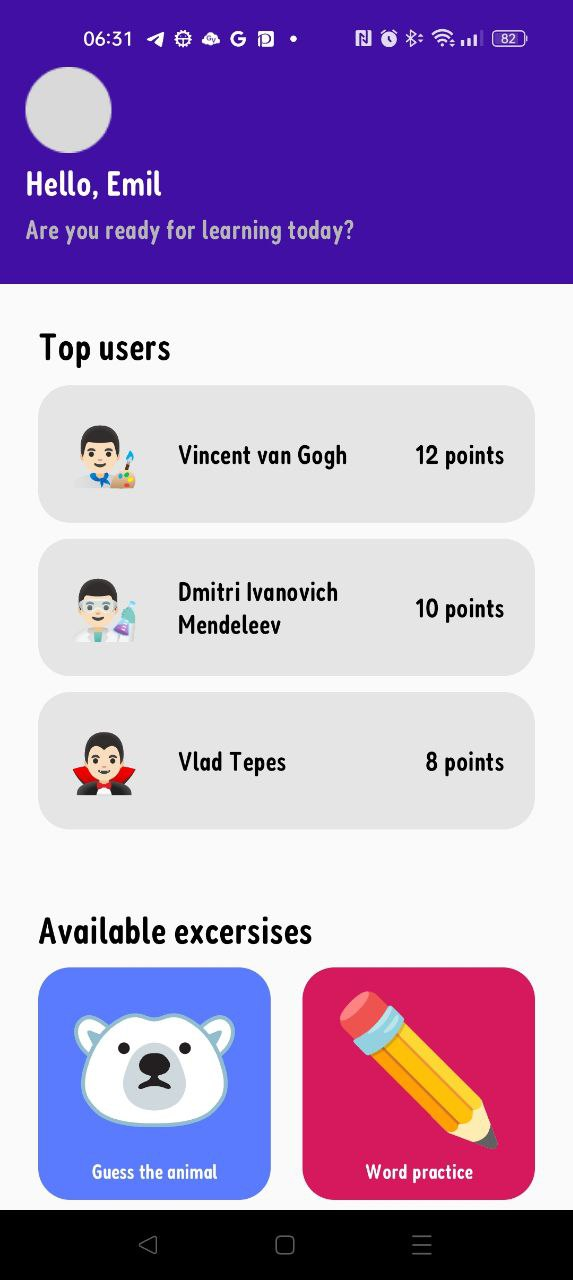 06:31
82
Hello, Emil
Are you ready for learning today?
Top users
Vincent van Gogh 12 points
Dmitri Ivanovich
Mendeleev
10 points
Vlad Tepes 8 points
Available excersises
Guess the animal Word practice